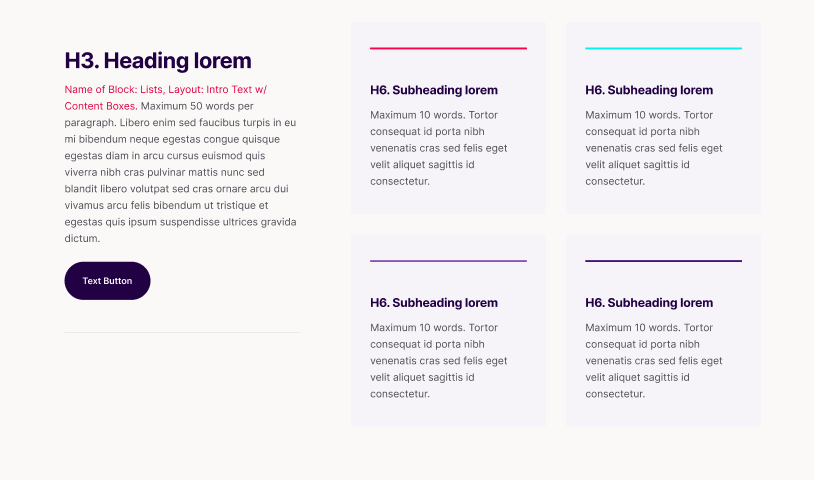 H3. Heading lorem
Name of Block: Lists, Layout: Intro Text w/
Content Boxes. Maximum 50 words per
paragraph. Libero enim sed faucibus turpis in eu
mi bibendum neque egestas congue quisque
egestas diam in arcu cursus euismod quis
viverra nibh cras pulvinar mattis nunc sed
blandit libero volutpat sed cras ornare arcu dui
vivamus arcu felis bibendum ut tristique et
egestas quis ipsum suspendisse ultrices gravida
dictum.
Text Button
H6. Subheading lorem
Maximum 10 words. Tortor
consequat id porta nibh
venenatis cras sed felis eget
velit aliquet sagittis id
consectetur.
H6. Subheading lorem
Maximum 10 words. Tortor
consequat id porta nibh
venenatis cras sed felis eget
velit aliquet sagittis id
consectetur.
H6. Subheading lorem
Maximum 10 words. Tortor
consequat id porta nibh
venenatis cras sed felis eget
velit aliquet sagittis id
consectetur.
H6. Subheading lorem
Maximum 10 words. Tortor
consequat id porta nibh
venenatis cras sed felis eget
velit aliquet sagittis id
consectetur.